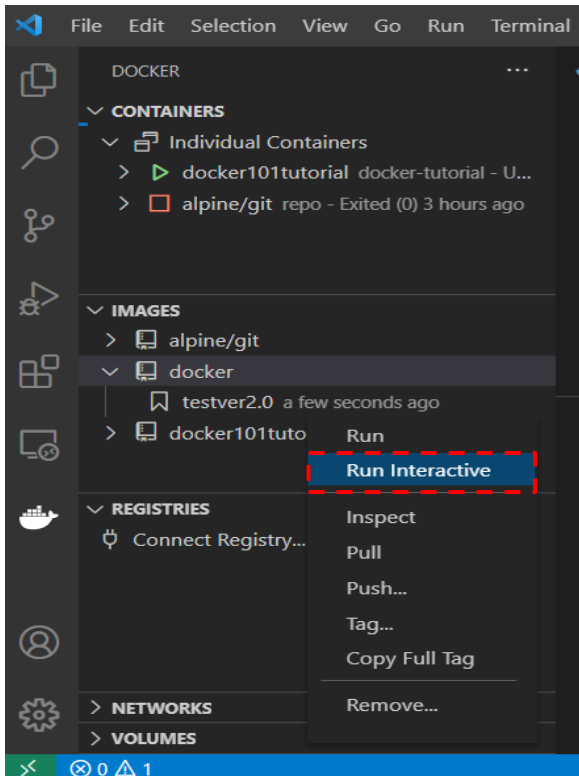 File Edit Selection View Go Run Terminal
DOCKER ...
CONTAINERS
Individual Containers
docker101tutorial docker-tutorial - U...
alpine/git repo - Exited (0) 3 hours ago
IMAGES
alpine/git
docker
testver2.0 a few seconds ago
docker101tuto
Run
Run Interactive
Inspect
Pull
Push...
Tag...
Copy Full Tag
Remove...
REGISTRIES
Connect Registry...
NETWORKS
VOLUMES
0 1